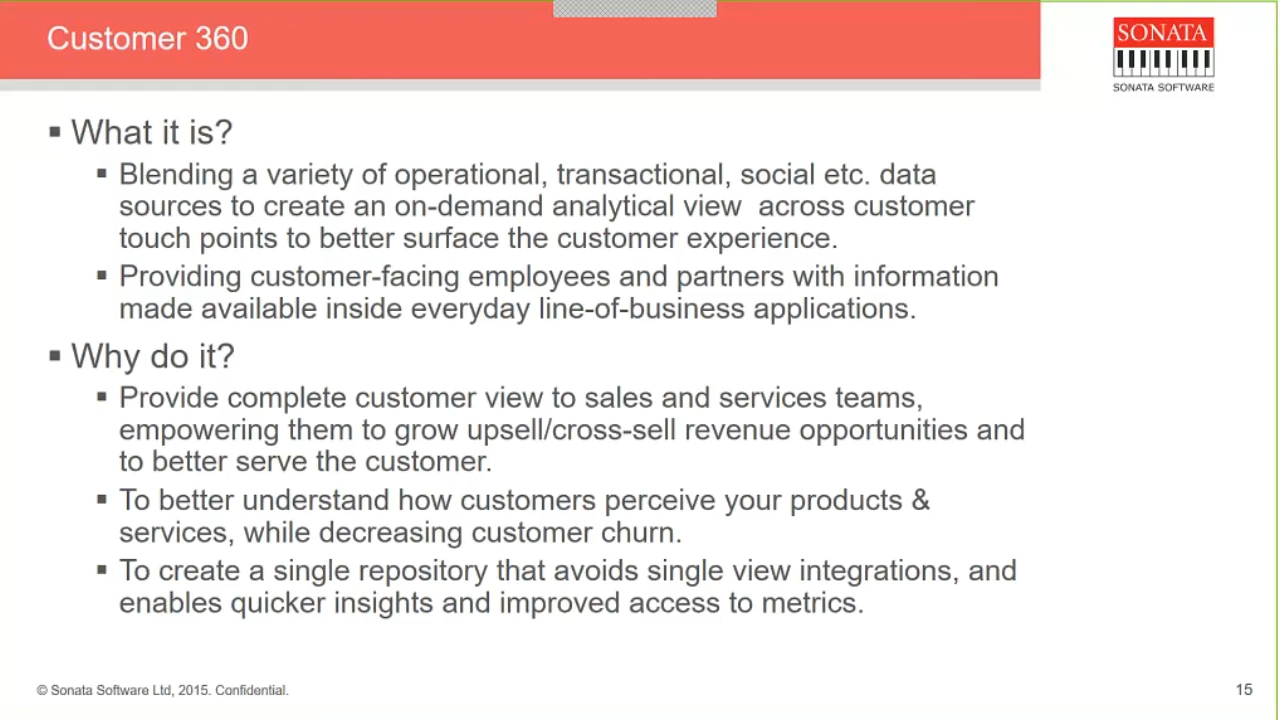 Customer 360
SONATA
SONATA SOFTWARE
▪ What it is?
▪ Blending a variety of operational, transactional, social etc. data
sources to create an on-demand analytical view  across customer
touch points to better surface the customer experience.
▪ Providing customer-facing employees and partners with information
made available inside everyday line-of-business applications.
▪ Why do it?
▪ Provide complete customer view to sales and services teams,
empowering them to grow upsell/cross-sell revenue opportunities and
to better serve the customer.
▪ To better understand how customers perceive your products &
services, while decreasing customer churn.
▪ To create a single repository that avoids single view integrations, and
enables quicker insights and improved access to metrics.
© Sonata Software Ltd, 2015. Confidential.
15